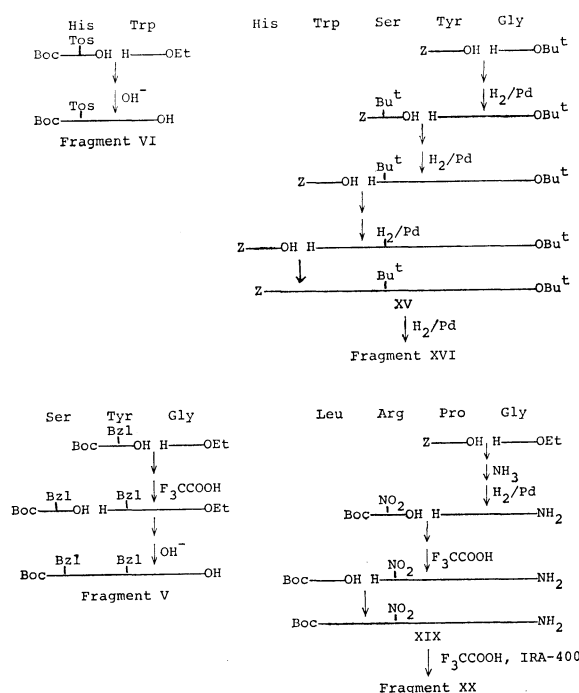 His Trp
Tos
Boc OH H OEt
OH⁻
Tos
Boc OH
Fragment VI
His Trp Ser Tyr Gly
Z OH H OBuᵗ
H₂/Pd
Buᵗ
Z OH H OBuᵗ
H₂/Pd
Buᵗ
Z OH H OBuᵗ
H₂/Pd
Z OH H OBuᵗ
Buᵗ
Z OBuᵗ
XV
H₂/Pd
Fragment XVI
Ser Tyr Gly
Bzl
Boc OH H OEt
F₃CCOOH
Bzl Bzl
Boc OH H OEt
OH⁻
Bzl Bzl
Boc OH
Fragment V
Leu Arg Pro Gly
Z OH H OEt
NH₃
H₂/Pd
NO₂
Boc OH H NH₂
F₃CCOOH
NO₂
Boc OH H NH₂
NO₂
Boc NH₂
XIX
F₃CCOOH, IRA-400
Fragment XX